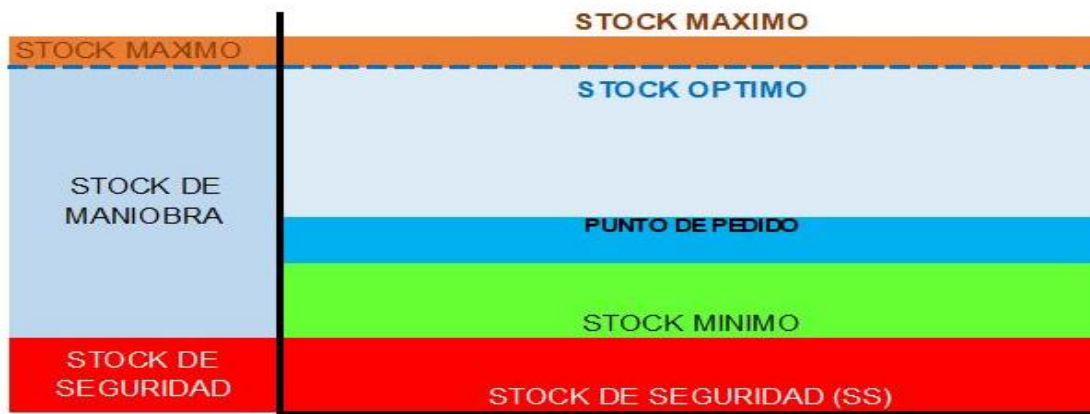 STOCK MAXIMO
STOCK MAXIMO
STOCK OPTIMO
STOCK DE
MANIOBRA
PUNTO DE PEDIDO
STOCK MINIMO
STOCK DE
SEGURIDAD
STOCK DE SEGURIDAD (SS)